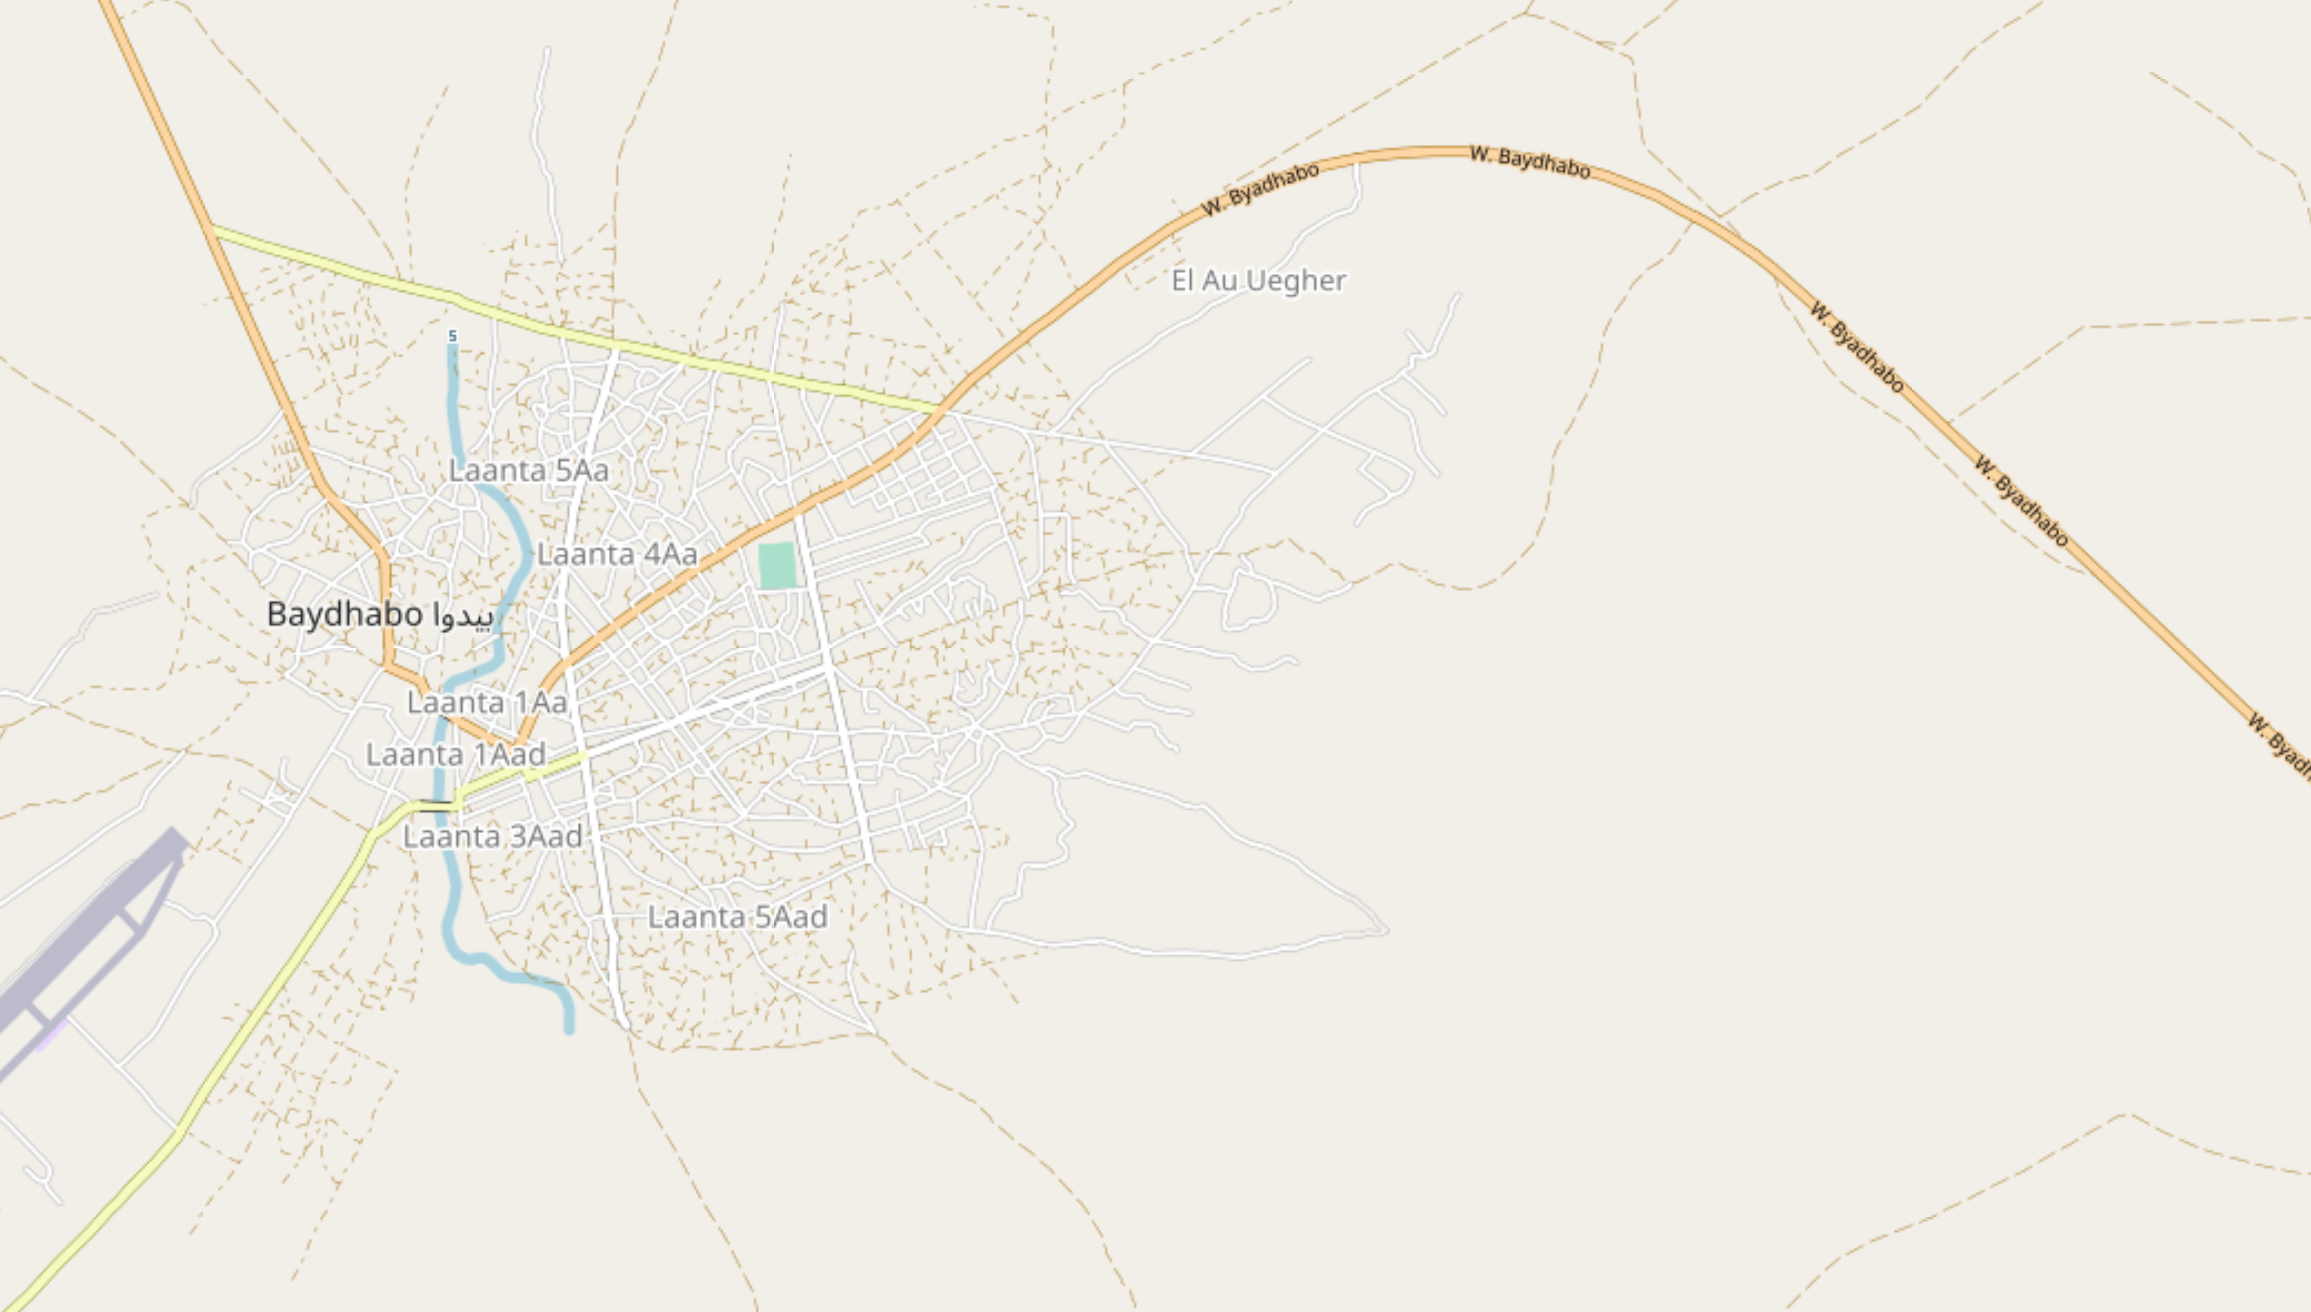 W. Baydhabo
W. Byadhabo
El Au Uegher
W. Byadhabo
5
Laanta 5Aa
W. Byadhabo
Laanta 4Aa
Baydhabo بيدوا
Laanta 1Aa
W. Byadh
Laanta 1Aad
Laanta 3Aad
Laanta 5Aad